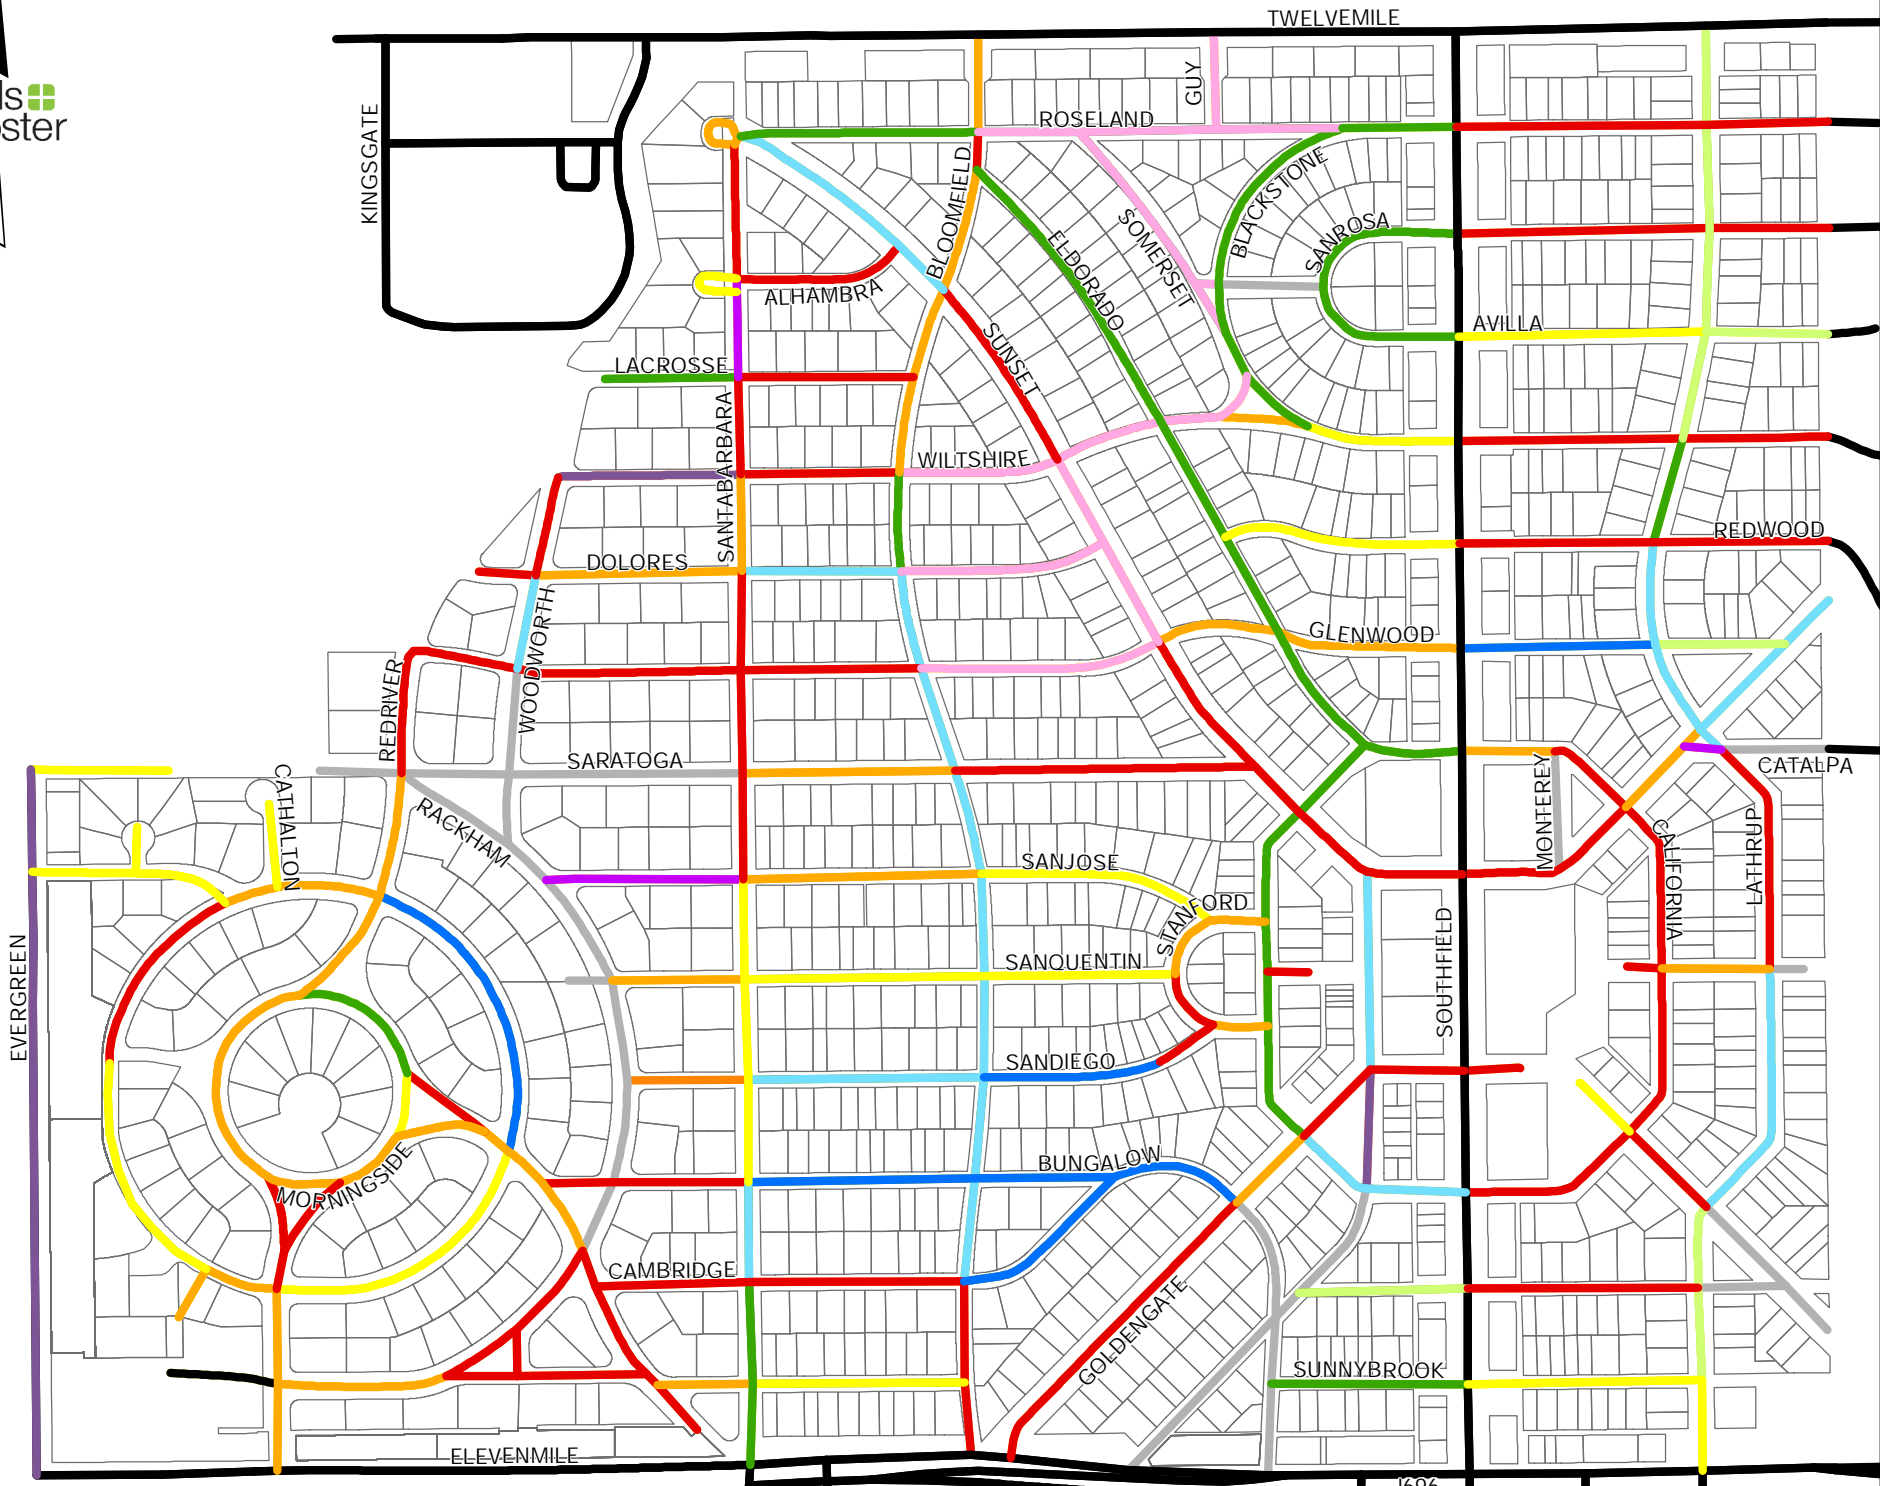 TWELVEMILE
GUY
KINGSGATE
ROSELAND
BLACKSTONE
BLOOMFIELD
SOMERSET
SANROSA
ELDORADO
ALHAMBRA
SUNSET
AVILLA
LACROSSE
SANTABARBARA
WILTSHIRE
REDWOOD
DOLORES
WOODWORTH
GLENWOOD
REDRIVER
SARATOGA
CATHALTON
RACKHAM
MONTEREY
CATALPA
CALIFORNIA
LATHRUP
SANJOSE
STANFORD
SOUTHFIELD
EVERGREEN
SANQUENTIN
SANDIEGO
BUNGALOW
MORNINGSIDE
CAMBRIDGE
GOLDENGATE
SUNNYBROOK
ELEVENMILE